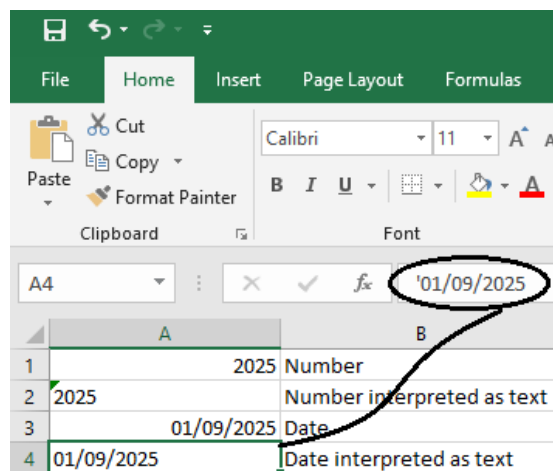 File Home Insert Page Layout Formulas
Cut
Copy
Paste
Format Painter
Calibri 11 A A
B I U A
Clipboard Font
A4 fx '01/09/2025
A B
1 2025 Number
2 2025 Number interpreted as text
3 01/09/2025 Date
4 01/09/2025 Date interpreted as text